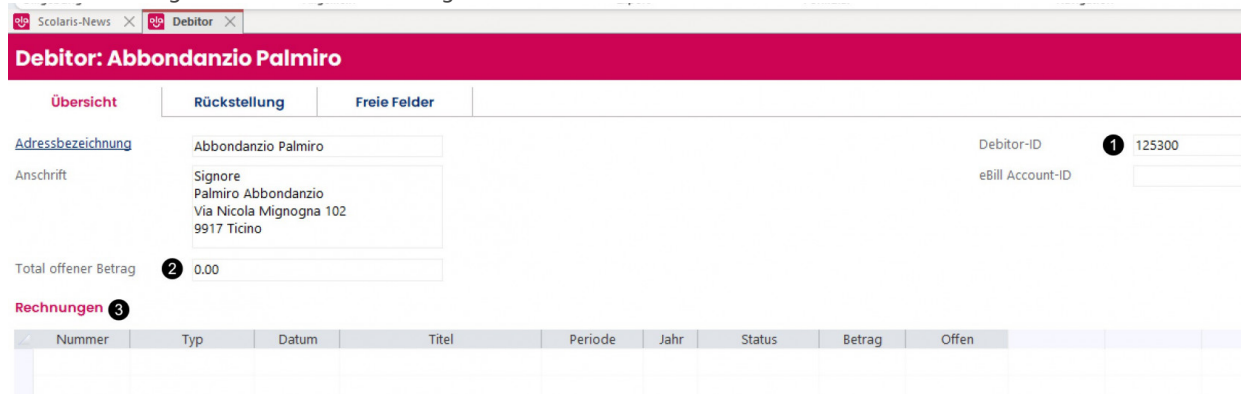 Scolaris-News
Debitor
Debitor: Abbondanzio Palmiro
Übersicht Rückstellung Freie Felder
Adressbezeichnung Abbondanzio Palmiro Debitor-ID 1 125300
Anschrift Signore eBill Account-ID
Palmiro Abbondanzio
Via Nicola Mignogna 102
9917 Ticino
Total offener Betrag 2 0.00
Rechnungen 3
Nummer Typ Datum Titel Periode Jahr Status Betrag Offen